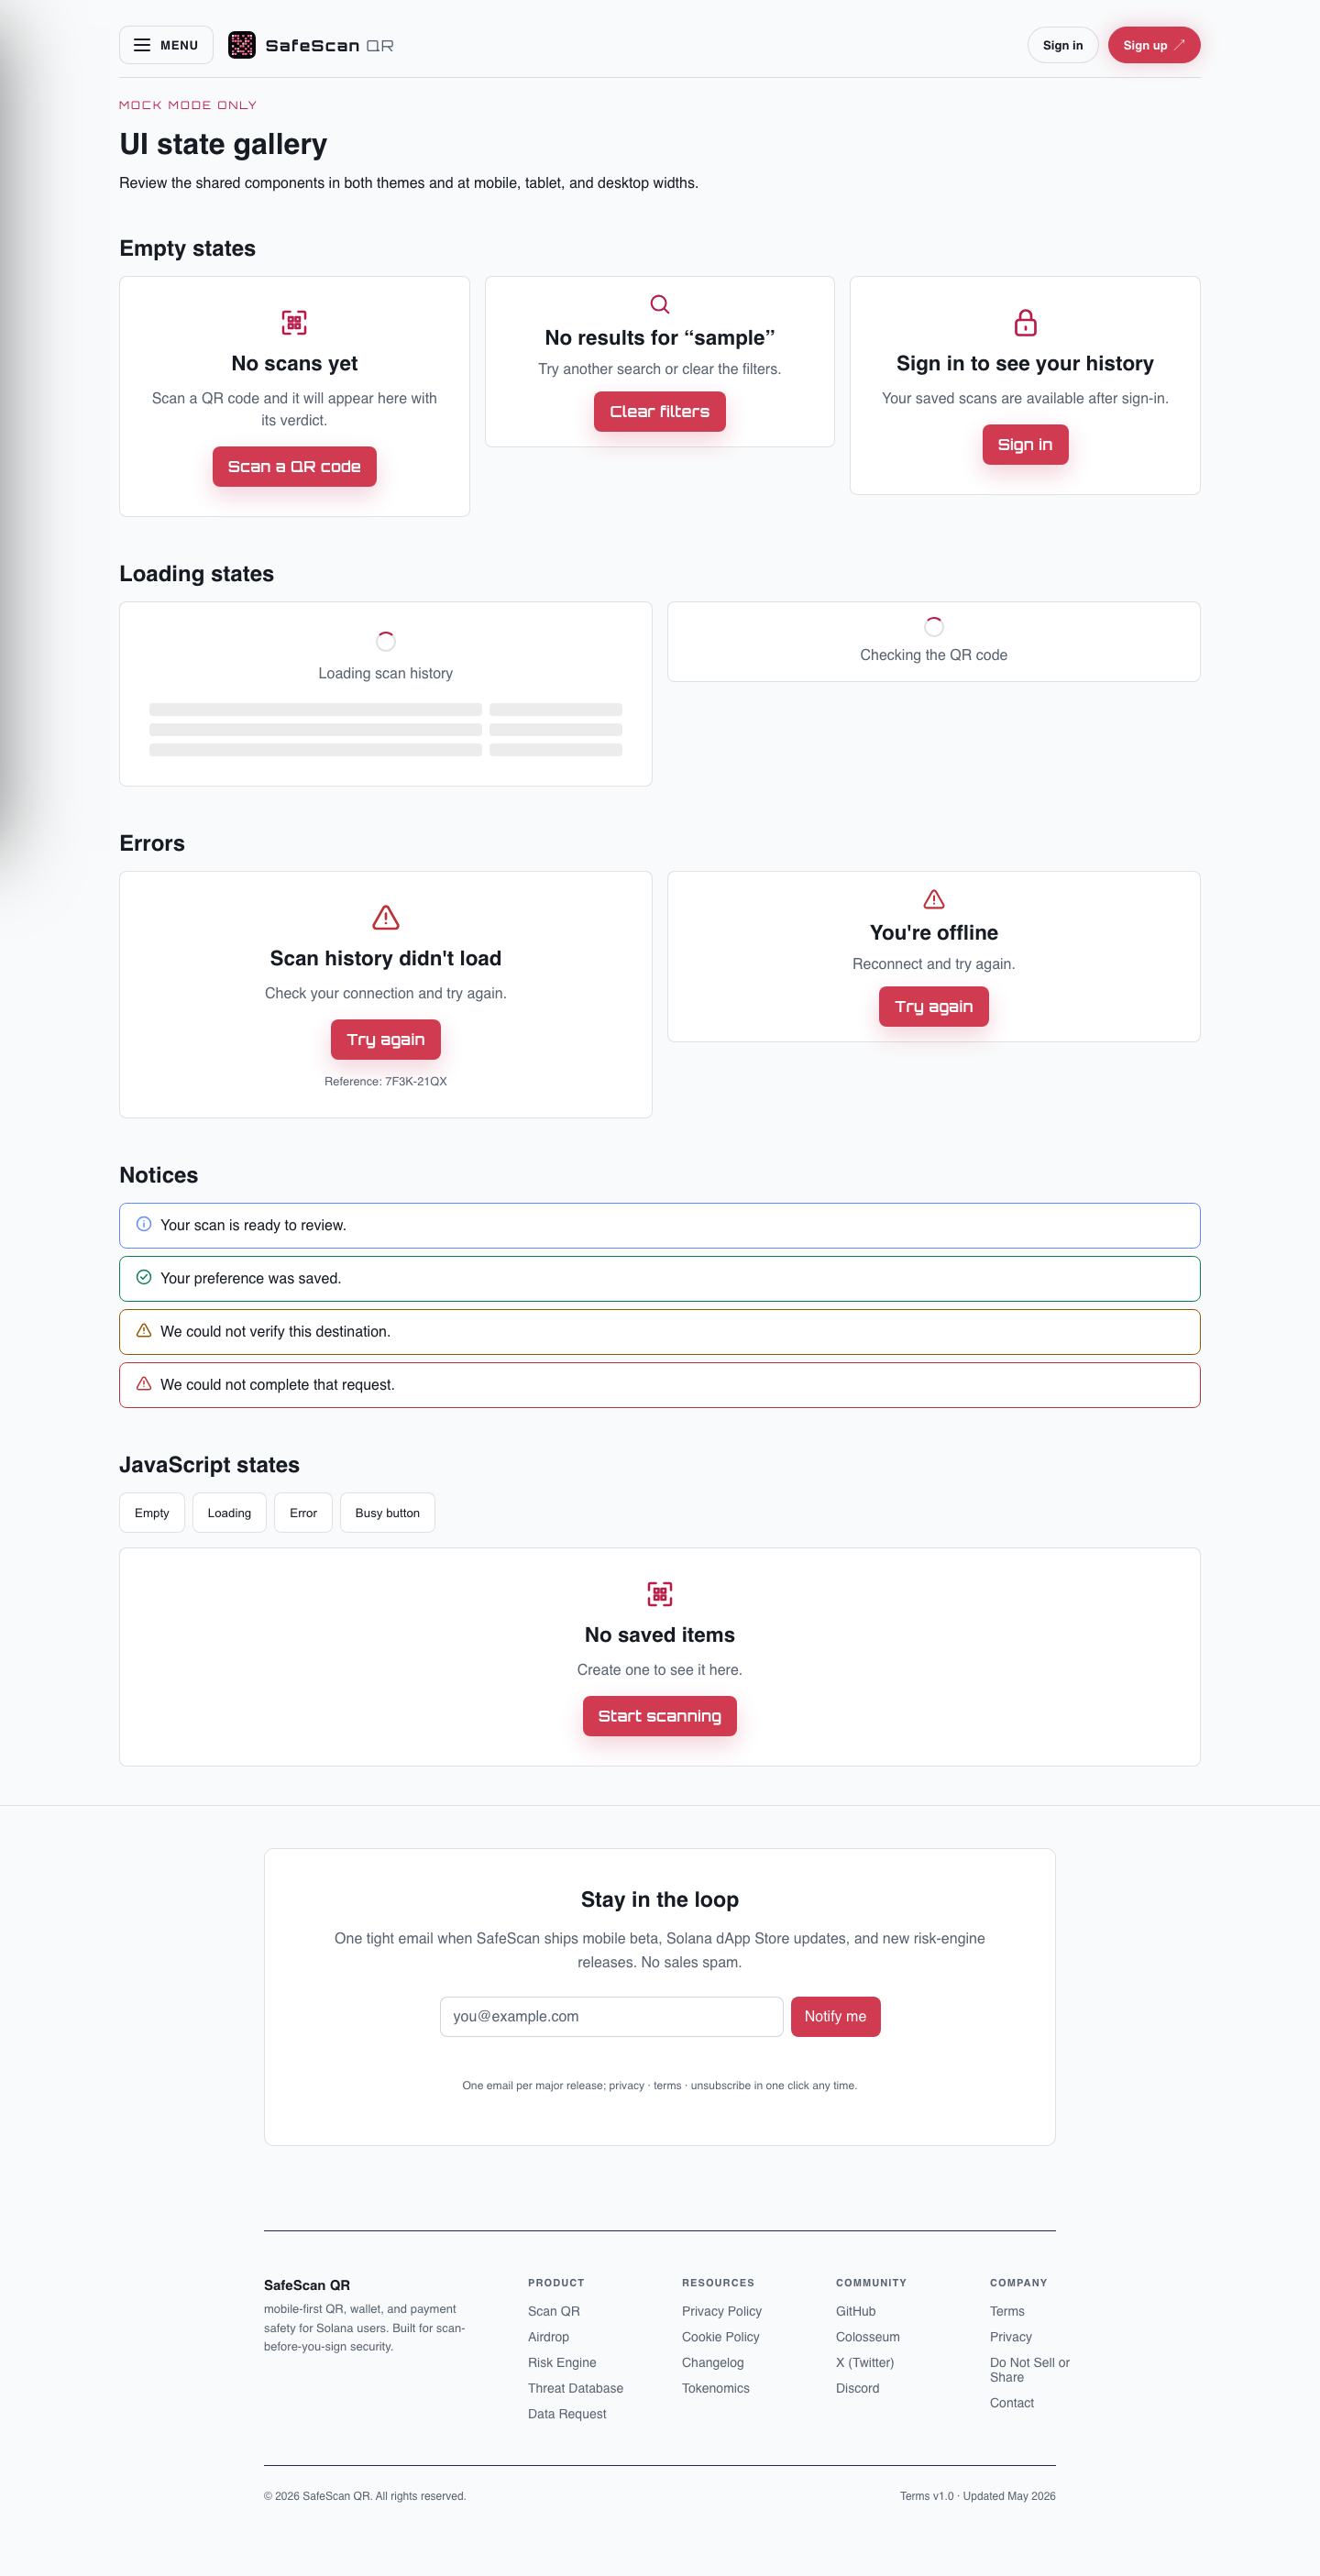 MENU
SafeScan QR
Sign in
Sign up ↗
MOCK MODE ONLY
UI state gallery
Review the shared components in both themes and at mobile, tablet, and desktop widths.
Empty states
No scans yet
Scan a QR code and it will appear here with
its verdict.
Scan a QR code
No results for “sample”
Try another search or clear the filters.
Clear filters
Sign in to see your history
Your saved scans are available after sign-in.
Sign in
Loading states
Loading scan history
Checking the QR code
Errors
Scan history didn't load
Check your connection and try again.
Try again
Reference: 7F3K-21QX
You're offline
Reconnect and try again.
Try again
Notices
Your scan is ready to review.
Your preference was saved.
We could not verify this destination.
We could not complete that request.
JavaScript states
Empty
Loading
Error
Busy button
No saved items
Create one to see it here.
Start scanning
Stay in the loop
One tight email when SafeScan ships mobile beta, Solana dApp Store updates, and new risk-engine
releases. No sales spam.
you@example.com
Notify me
One email per major release; privacy · terms · unsubscribe in one click any time.
SafeScan QR
mobile-first QR, wallet, and payment
safety for Solana users. Built for scan-
before-you-sign security.
PRODUCT
Scan QR
Airdrop
Risk Engine
Threat Database
Data Request
RESOURCES
Privacy Policy
Cookie Policy
Changelog
Tokenomics
COMMUNITY
GitHub
Colosseum
X (Twitter)
Discord
COMPANY
Terms
Privacy
Do Not Sell or
Share
Contact
© 2026 SafeScan QR. All rights reserved.
Terms v1.0 · Updated May 2026